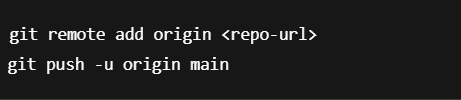 git remote add origin <repo-url>
git push -u origin main